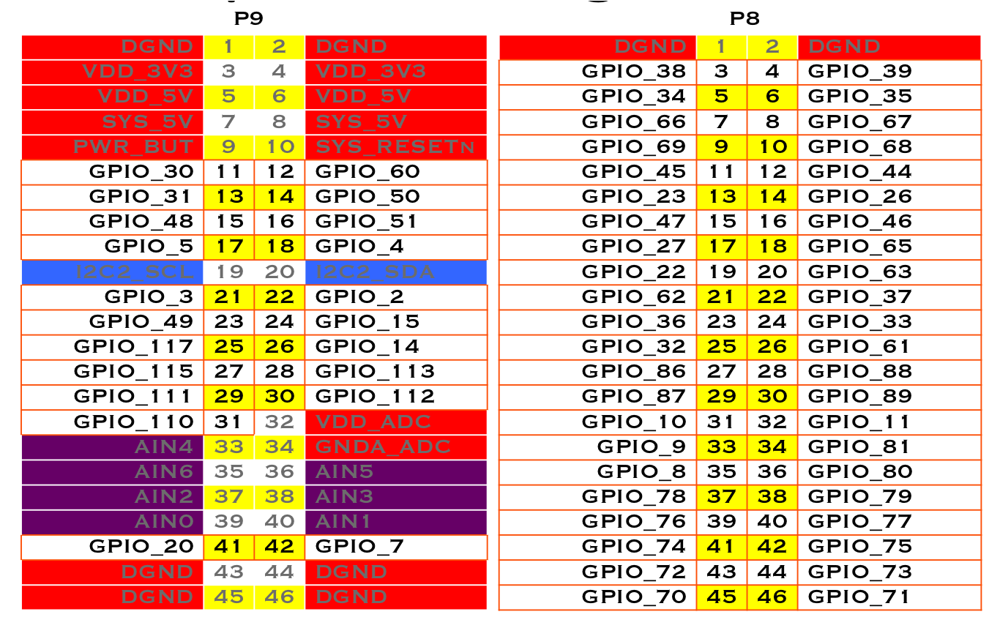 P9 P8
DGND 1 2 DGND DGND 1 2 DGND
VDD_3V3 3 4 VDD_3V3 GPIO_38 3 4 GPIO_39
VDD_5V 5 6 VDD_5V GPIO_34 5 6 GPIO_35
SYS_5V 7 8 SYS_5V GPIO_66 7 8 GPIO_67
PWR_BUT 9 10 SYS_RESETN GPIO_69 9 10 GPIO_68
GPIO_30 11 12 GPIO_60 GPIO_45 11 12 GPIO_44
GPIO_31 13 14 GPIO_50 GPIO_23 13 14 GPIO_26
GPIO_48 15 16 GPIO_51 GPIO_47 15 16 GPIO_46
GPIO_5 17 18 GPIO_4 GPIO_27 17 18 GPIO_65
I2C2_SCL 19 20 I2C2_SDA GPIO_22 19 20 GPIO_63
GPIO_3 21 22 GPIO_2 GPIO_62 21 22 GPIO_37
GPIO_49 23 24 GPIO_15 GPIO_36 23 24 GPIO_33
GPIO_117 25 26 GPIO_14 GPIO_32 25 26 GPIO_61
GPIO_115 27 28 GPIO_113 GPIO_86 27 28 GPIO_88
GPIO_111 29 30 GPIO_112 GPIO_87 29 30 GPIO_89
GPIO_110 31 32 VDD_ADC GPIO_10 31 32 GPIO_11
AIN4 33 34 GNDA_ADC GPIO_9 33 34 GPIO_81
AIN6 35 36 AIN5 GPIO_8 35 36 GPIO_80
AIN2 37 38 AIN3 GPIO_78 37 38 GPIO_79
AIN0 39 40 AIN1 GPIO_76 39 40 GPIO_77
GPIO_20 41 42 GPIO_7 GPIO_74 41 42 GPIO_75
DGND 43 44 DGND GPIO_72 43 44 GPIO_73
DGND 45 46 DGND GPIO_70 45 46 GPIO_71